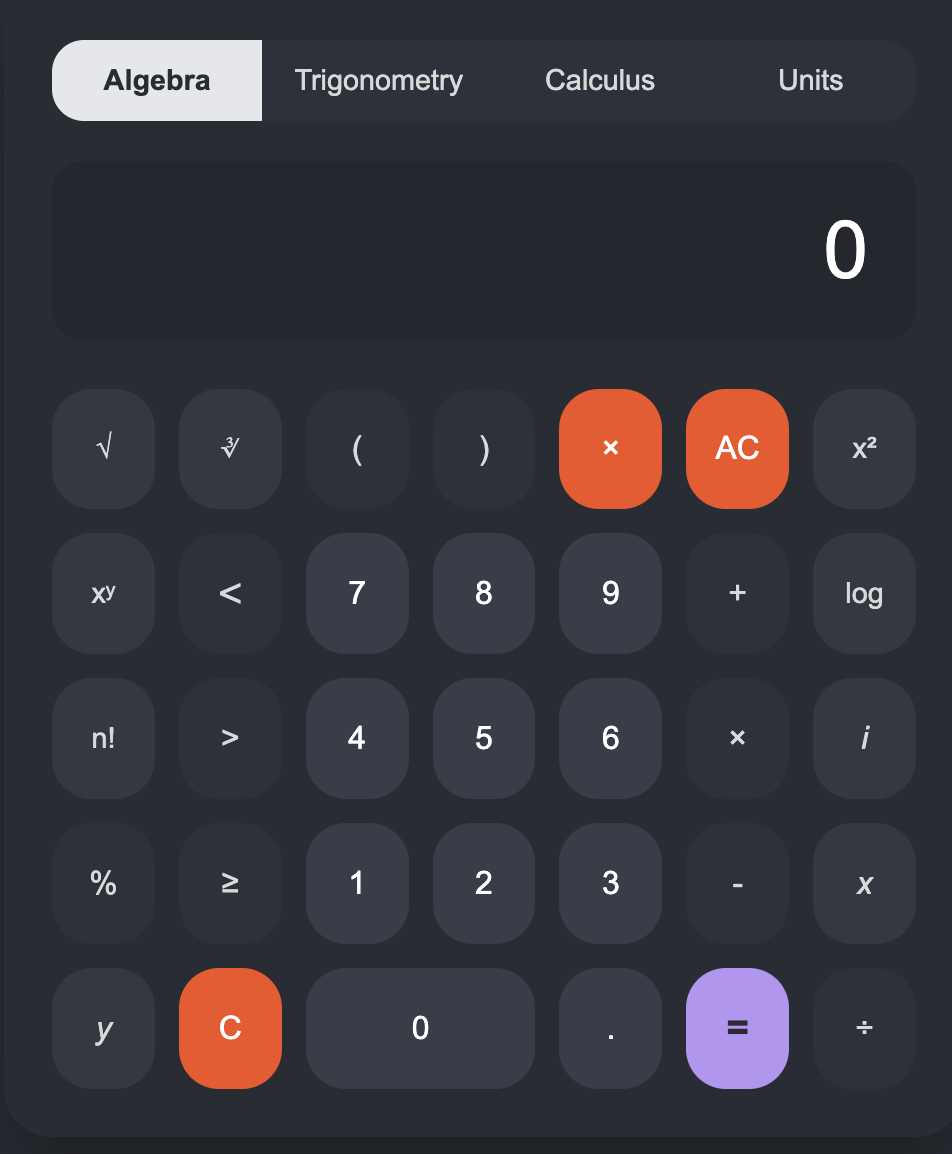 Algebra Trigonometry Calculus Units
0
√ ∛ ( ) × AC x²
xʸ < 7 8 9 + log
n! > 4 5 6 × i
% ≥ 1 2 3 - x
y C 0 . = ÷